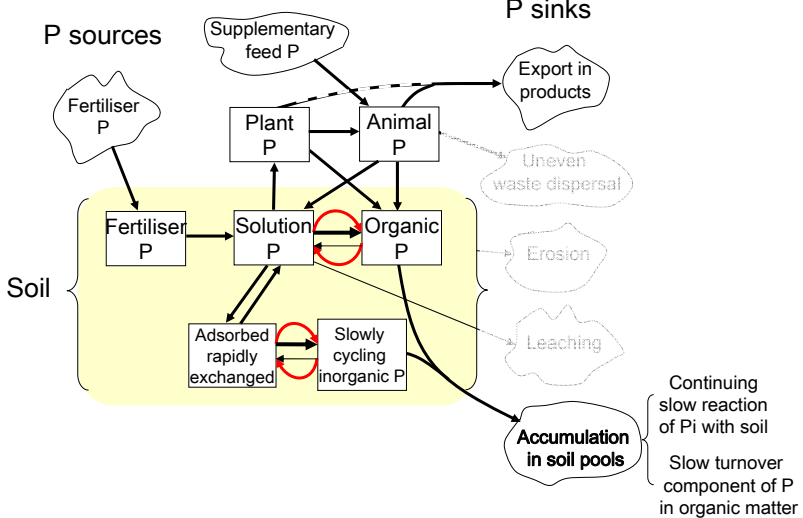 P sources
P sinks
Supplementary
feed P
Export in
products
Fertiliser
P
Plant
P
Animal
P
Uneven
waste dispersal
Fertiliser
P
Solution
P
Organic
P
Erosion
Soil
Adsorbed
rapidly
exchanged
Slowly
cycling
inorganic P
Leaching
Accumulation
in soil pools
Continuing
slow reaction
of Pi with soil
Slow turnover
component of P
in organic matter